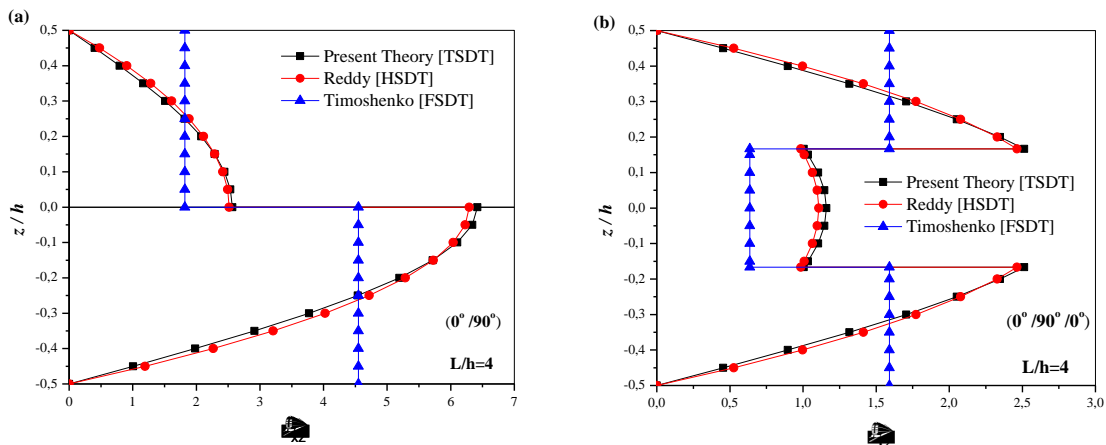 (a)
0,5
0,4
0,3
0,2
0,1
0,0
-0,1
-0,2
-0,3
-0,4
-0,5
z / h
0 1 2 3 4 5 6 7
Present Theory [TSDT]
Reddy [HSDT]
Timoshenko [FSDT]
(0°/90°)
L/h=4
(b)
0,5
0,4
0,3
0,2
0,1
0,0
-0,1
-0,2
-0,3
-0,4
-0,5
z / h
0,0 0,5 1,0 1,5 2,0 2,5 3,0
Present Theory [TSDT]
Reddy [HSDT]
Timoshenko [FSDT]
(0°/90°/0°)
L/h=4